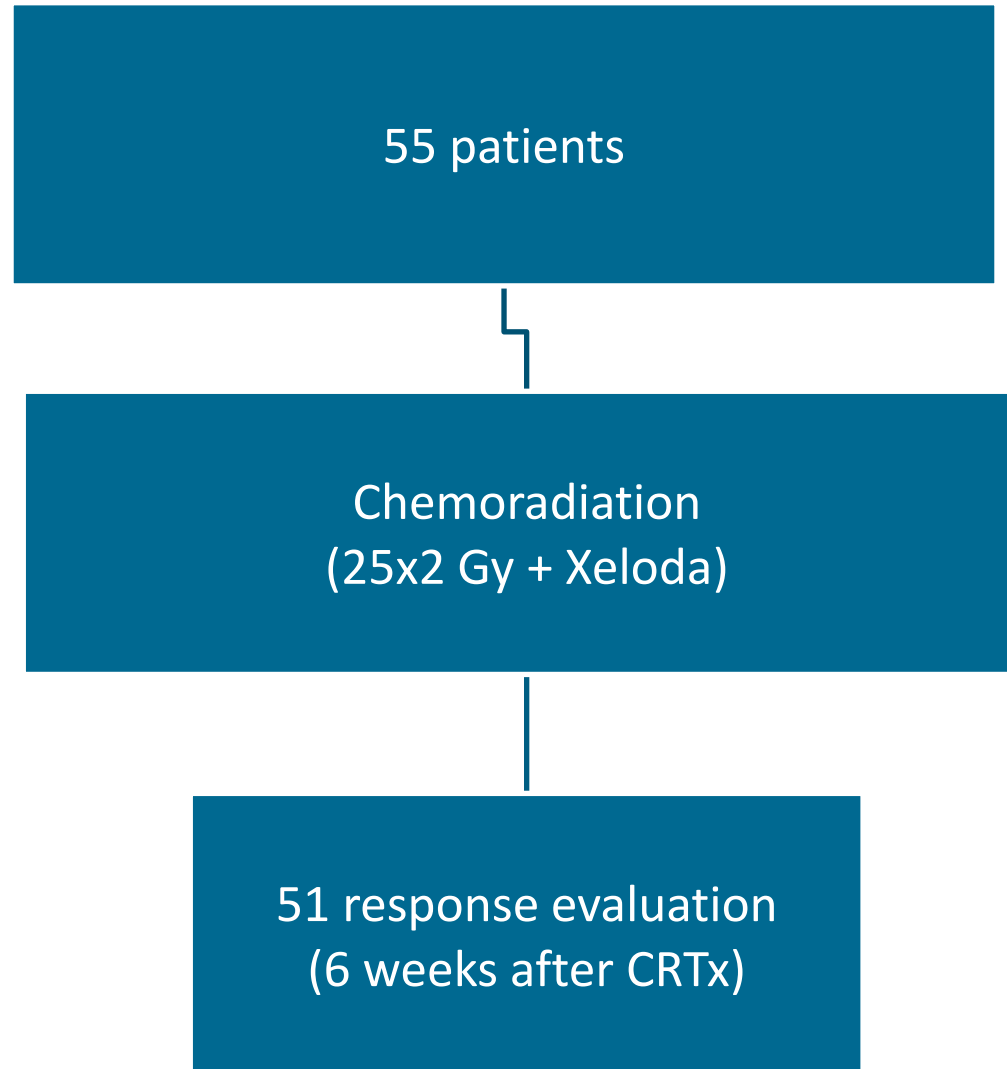 55 patients
Chemoradiation
(25x2 Gy + Xeloda)
51 response evaluation
(6 weeks after CRTx)